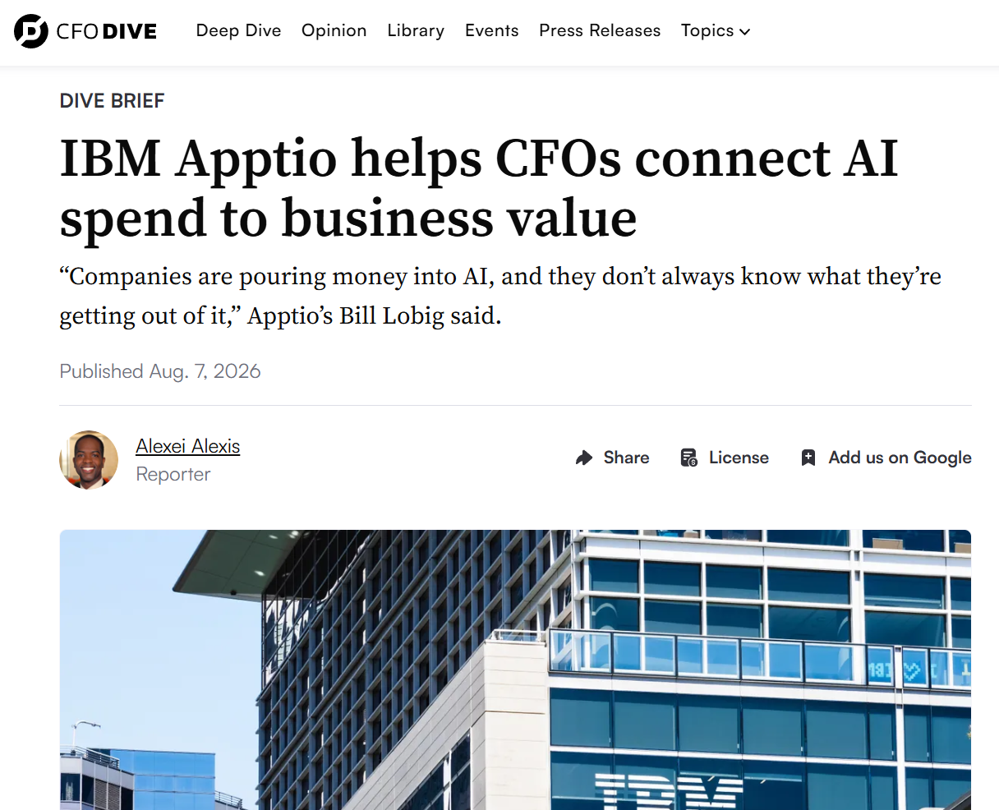 CFO DIVE
Deep Dive Opinion Library Events Press Releases Topics
DIVE BRIEF
IBM Apptio helps CFOs connect AI
spend to business value
“Companies are pouring money into AI, and they don’t always know what they’re
getting out of it,” Apptio’s Bill Lobig said.
Published Aug. 7, 2026
Alexei Alexis
Reporter
Share License Add us on Google
IBM